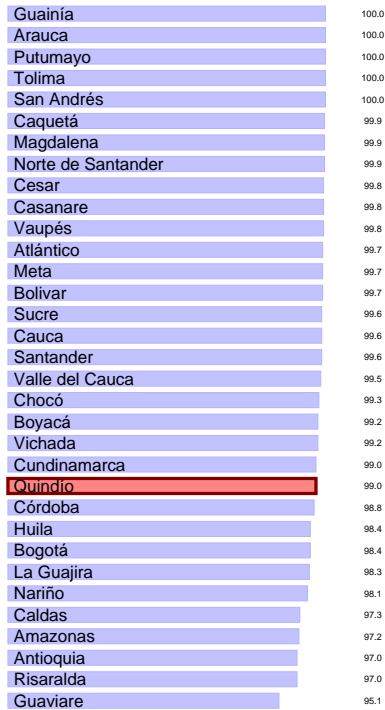 Guainía 100.0
Arauca 100.0
Putumayo 100.0
Tolima 100.0
San Andrés 100.0
Caquetá 99.9
Magdalena 99.9
Norte de Santander 99.9
Cesar 99.8
Casanare 99.8
Vaupés 99.8
Atlántico 99.7
Meta 99.7
Bolivar 99.7
Sucre 99.6
Cauca 99.6
Santander 99.6
Valle del Cauca 99.5
Chocó 99.3
Boyacá 99.2
Vichada 99.2
Cundinamarca 99.0
Quindío 99.0
Córdoba 98.8
Huila 98.4
Bogotá 98.4
La Guajira 98.3
Nariño 98.1
Caldas 97.3
Amazonas 97.2
Antioquia 97.0
Risaralda 97.0
Guaviare 95.1